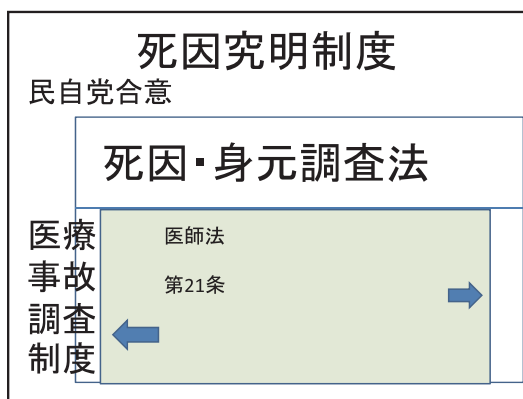 死因究明制度
民自党合意
死因・身元調査法
医療
事故
調査
制度
医師法
第21条